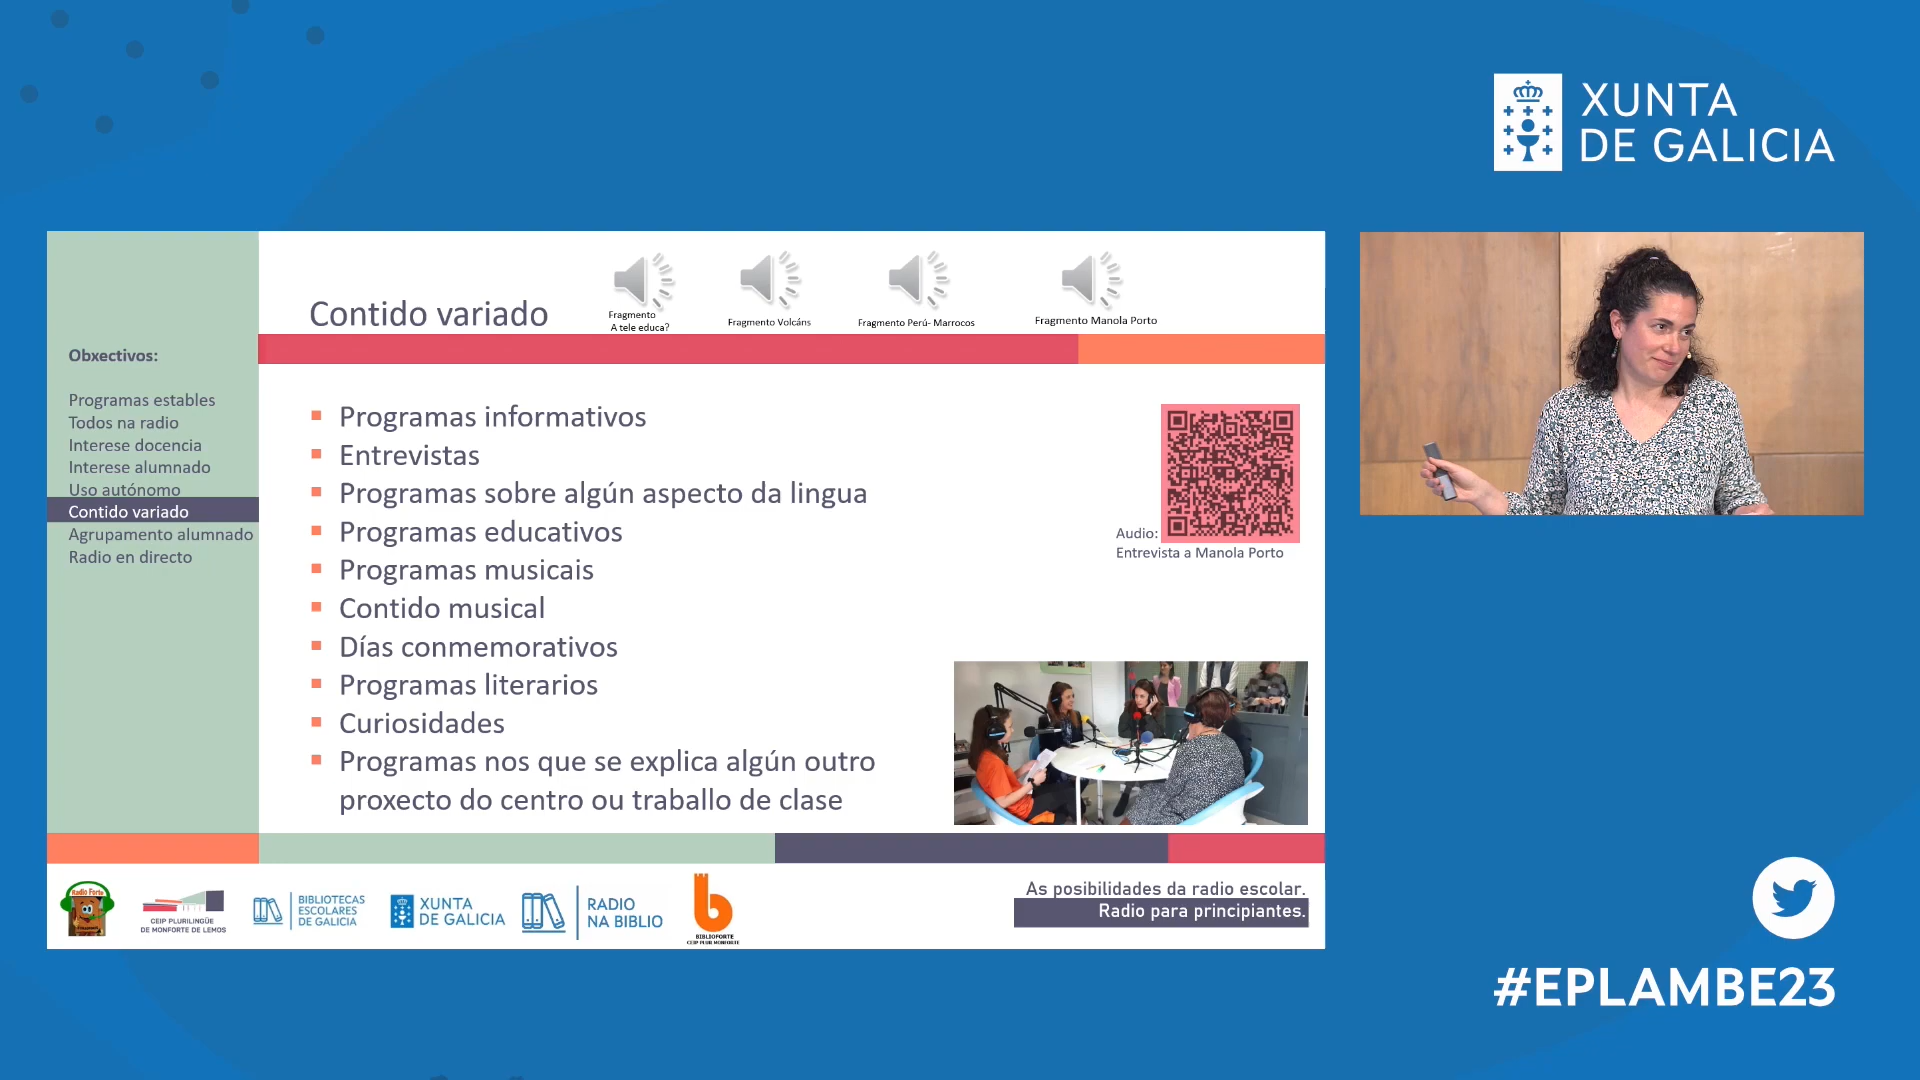 XUNTA
DE GALICIA
Contido variado
Fragmento
A tele educa?
Fragmento Volcáns
Fragmento Perú- Marrocos
Fragmento Manola Porto
Obxectivos:
Programas estables
Todos na radio
Interese docencia
Interese alumnado
Uso autónomo
Contido variado
Agrupamento alumnado
Radio en directo
Programas informativos
Entrevistas
Programas sobre algún aspecto da lingua
Programas educativos
Programas musicais
Contido musical
Días conmemorativos
Programas literarios
Curiosidades
Programas nos que se explica algún outro
proxecto do centro ou traballo de clase
Audio:
Entrevista a Manola Porto
Radio Forte
CEIP PLURILINGÜE
DE MONFORTE DE LEMOS
BIBLIOTECAS
ESCOLARES
DE GALICIA
XUNTA
DE GALICIA
RADIO
NA BIBLIO
BIBLIOFORTE
CEIP PLURI MONFORTE
As posibilidades da radio escolar.
Radio para principiantes.
#EPLAMBE23